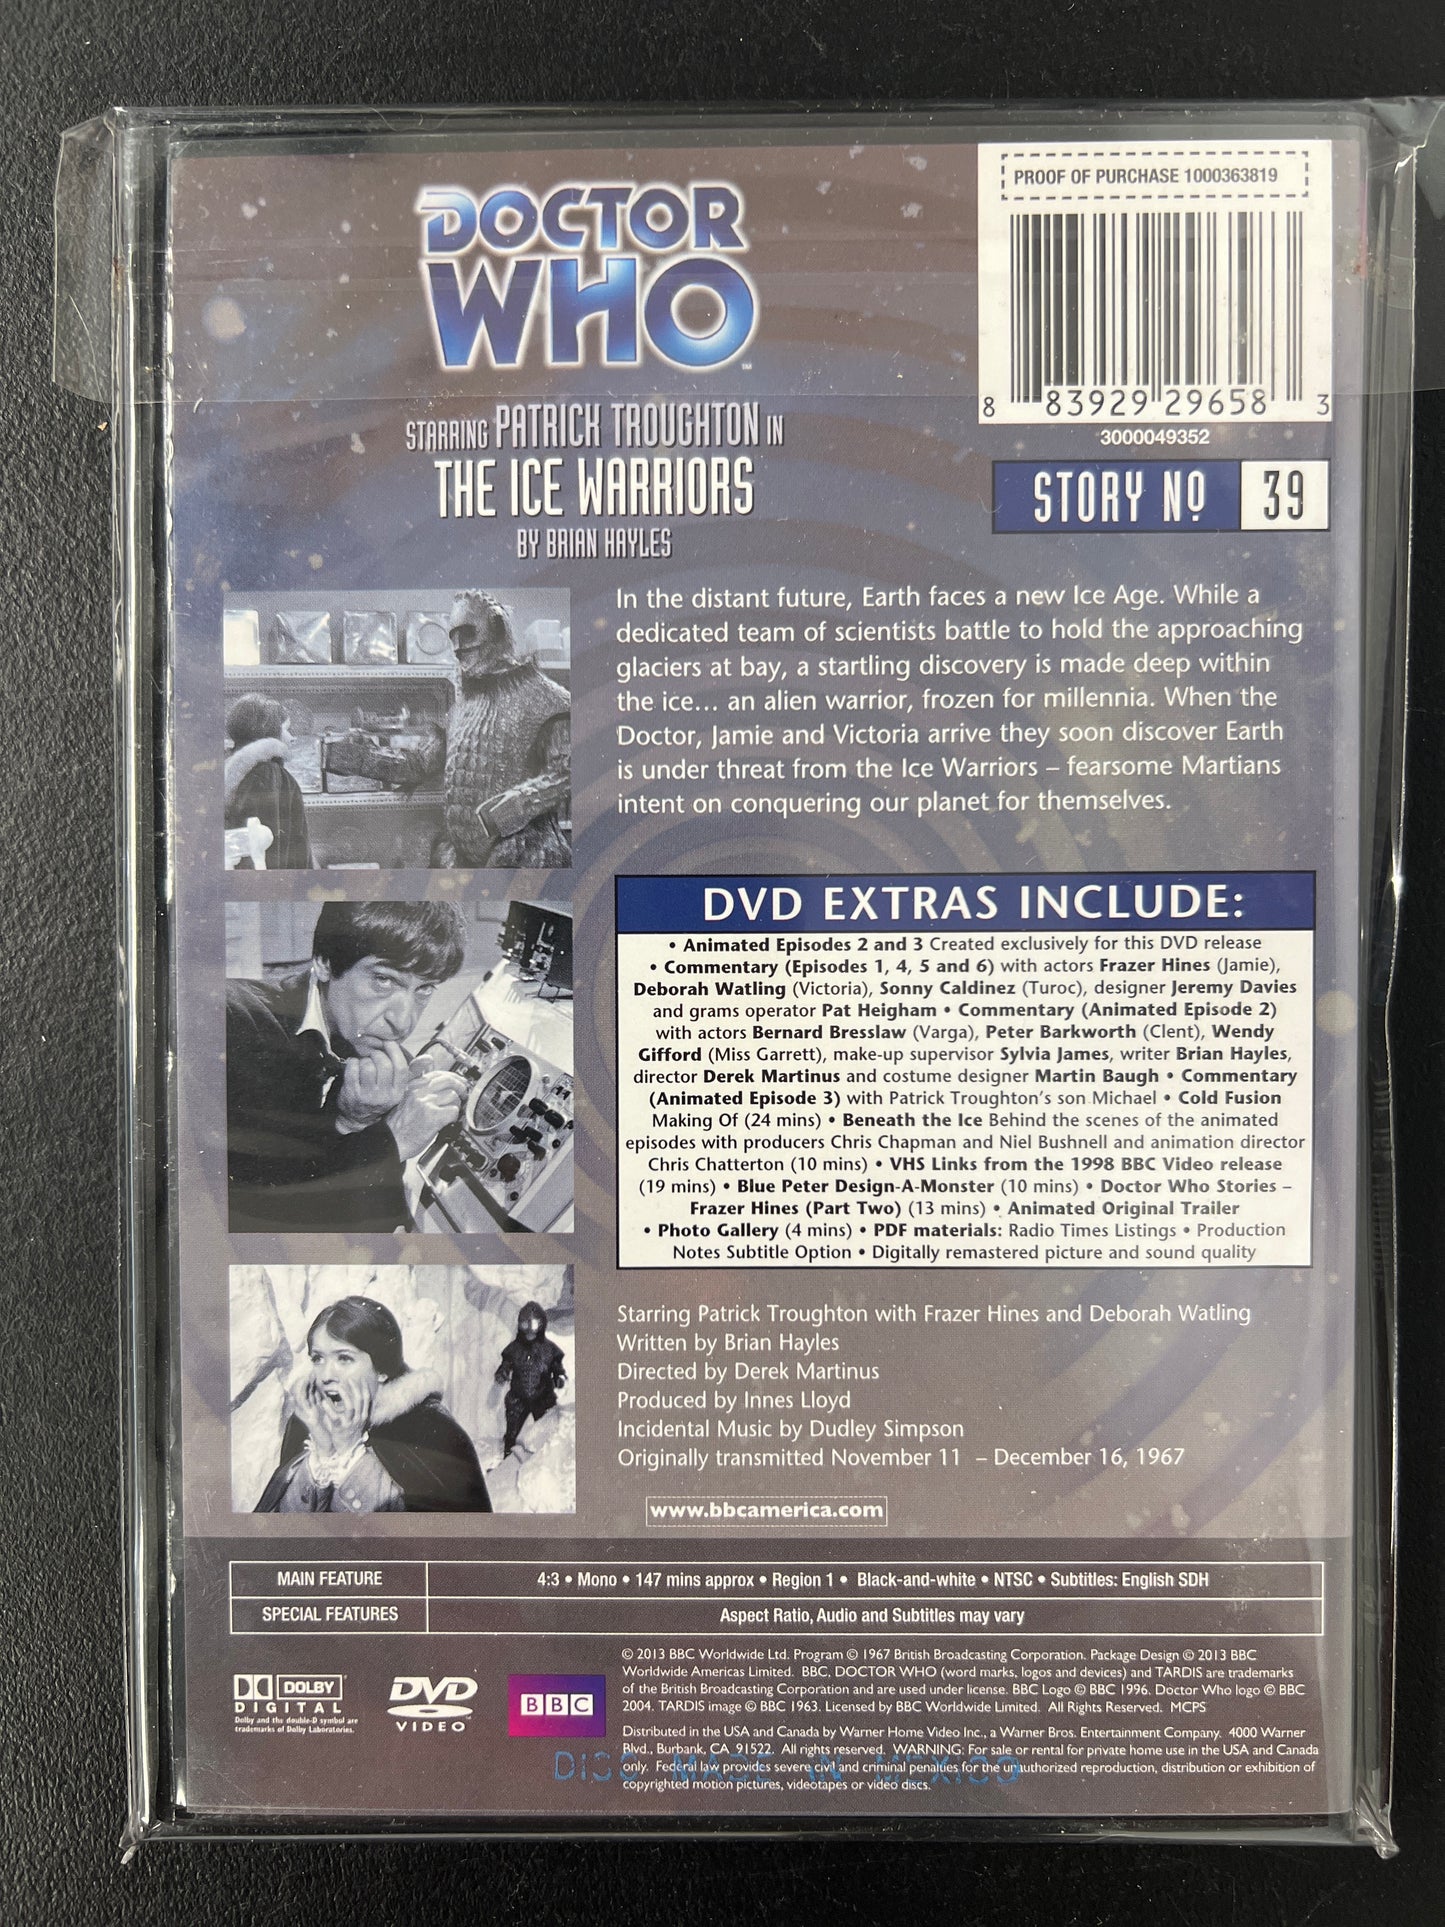 DOCTOR
WHO
TM
STARRING PATRICK TROUGHTON IN
THE ICE WARRIORS
BY BRIAN HAYLES
PROOF OF PURCHASE 1000363819
8 83929 29658 3
3000049352
STORY Nº 39
In the distant future, Earth faces a new Ice Age. While a
dedicated team of scientists battle to hold the approaching
glaciers at bay, a startling discovery is made deep within
the ice... an alien warrior, frozen for millennia. When the
Doctor, Jamie and Victoria arrive they soon discover Earth
is under threat from the Ice Warriors – fearsome Martians
intent on conquering our planet for themselves.
DVD EXTRAS INCLUDE:
• Animated Episodes 2 and 3 Created exclusively for this DVD release
• Commentary (Episodes 1, 4, 5 and 6) with actors Frazer Hines (Jamie),
Deborah Watling (Victoria), Sonny Caldinez (Turoc), designer Jeremy Davies
and grams operator Pat Heigham • Commentary (Animated Episode 2)
with actors Bernard Bresslaw (Varga), Peter Barkworth (Clent), Wendy
Gifford (Miss Garrett), make-up supervisor Sylvia James, writer Brian Hayles,
director Derek Martinus and costume designer Martin Baugh • Commentary
(Animated Episode 3) with Patrick Troughton's son Michael • Cold Fusion
Making Of (24 mins) • Beneath the Ice Behind the scenes of the animated
episodes with producers Chris Chapman and Niel Bushnell and animation director
Chris Chatterton (10 mins) • VHS Links from the 1998 BBC Video release
(19 mins) • Blue Peter Design-A-Monster (10 mins) • Doctor Who Stories –
Frazer Hines (Part Two) (13 mins) • Animated Original Trailer
• Photo Gallery (4 mins) • PDF materials: Radio Times Listings • Production
Notes Subtitle Option • Digitally remastered picture and sound quality
Starring Patrick Troughton with Frazer Hines and Deborah Watling
Written by Brian Hayles
Directed by Derek Martinus
Produced by Innes Lloyd
Incidental Music by Dudley Simpson
Originally transmitted November 11 – December 16, 1967
www.bbcamerica.com
MAIN FEATURE 4:3 • Mono • 147 mins approx • Region 1 • Black-and-white • NTSC • Subtitles: English SDH
SPECIAL FEATURES Aspect Ratio, Audio and Subtitles may vary
DOLBY
DIGITAL
Dolby and the double-D symbol are
trademarks of Dolby Laboratories.
DVD
VIDEO
BBC
© 2013 BBC Worldwide Ltd. Program © 1967 British Broadcasting Corporation. Package Design © 2013 BBC
Worldwide Americas Limited. BBC, DOCTOR WHO (word marks, logos and devices) and TARDIS are trademarks
of the British Broadcasting Corporation and are used under license. BBC Logo © BBC 1996. Doctor Who logo © BBC
2004. TARDIS image © BBC 1963. Licensed by BBC Worldwide Limited. All Rights Reserved. MCPS
Distributed in the USA and Canada by Warner Home Video Inc., a Warner Bros. Entertainment Company. 4000 Warner
Blvd., Burbank, CA 91522. All rights reserved. WARNING: For sale or rental for private home use in the USA and Canada
only. Federal law provides severe civil and criminal penalties for the unauthorized reproduction, distribution or exhibition of
copyrighted motion pictures, videotapes or video discs.
DISC MADE IN MEXICO